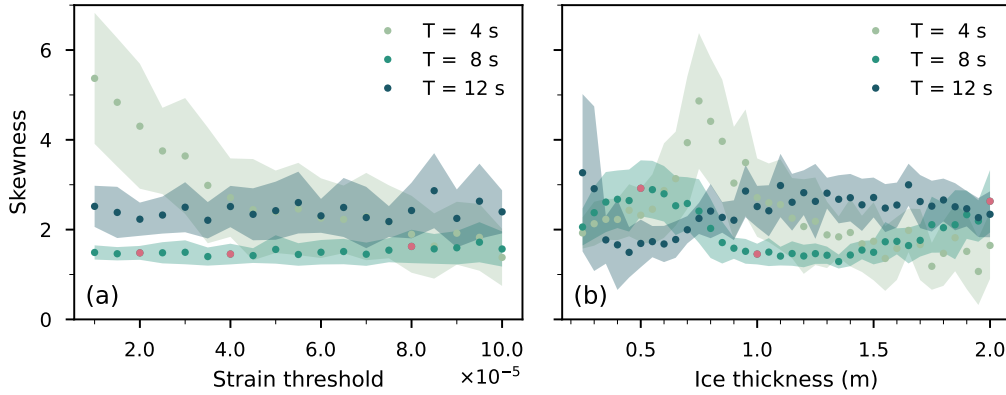 Skewness
6
4
2
0
T = 4 s
T = 8 s
T = 12 s
(a)
2.0 4.0 6.0 8.0 10.0
Strain threshold
×10⁻⁵
T = 4 s
T = 8 s
T = 12 s
(b)
0.5 1.0 1.5 2.0
Ice thickness (m)